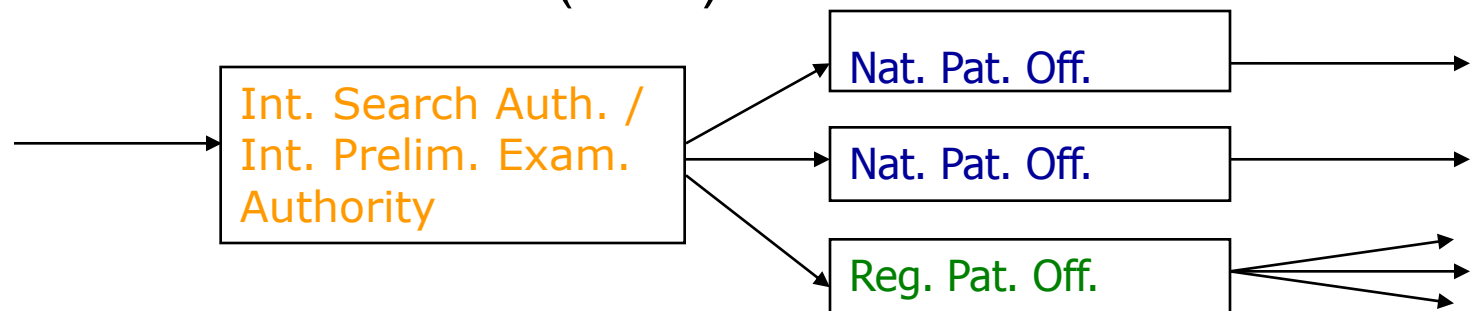 Int. Search Auth. /
Int. Prelim. Exam.
Authority
Nat. Pat. Off.
Nat. Pat. Off.
Reg. Pat. Off.